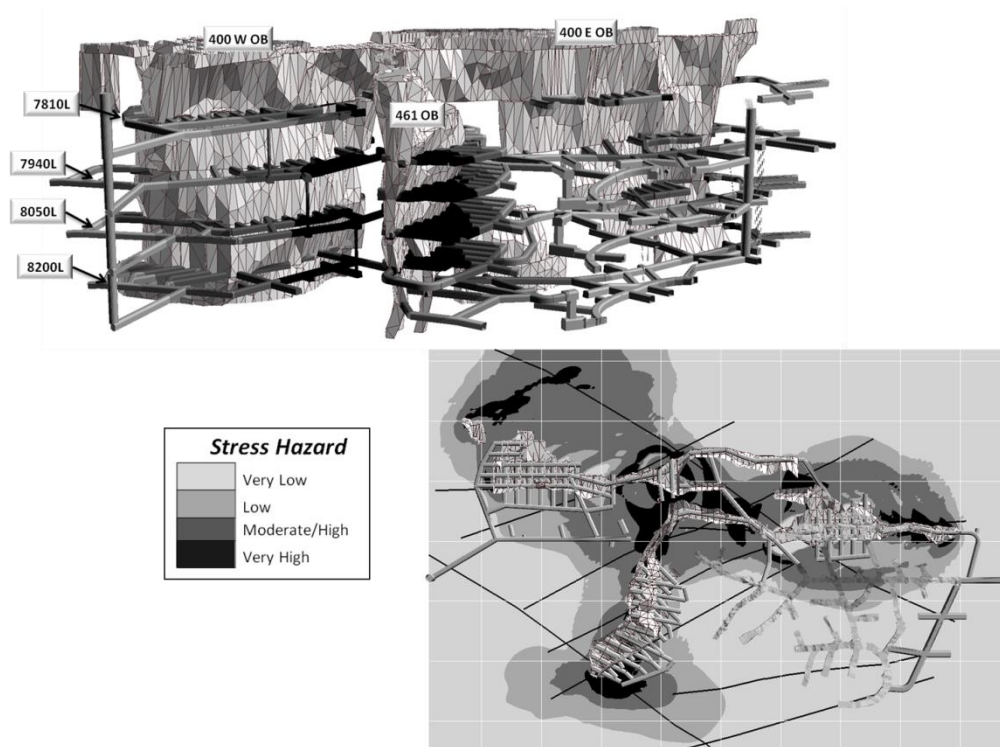 400 W OB
400 E OB
7810L
461 OB
7940L
8050L
8200L
Stress Hazard
Very Low
Low
Moderate/High
Very High